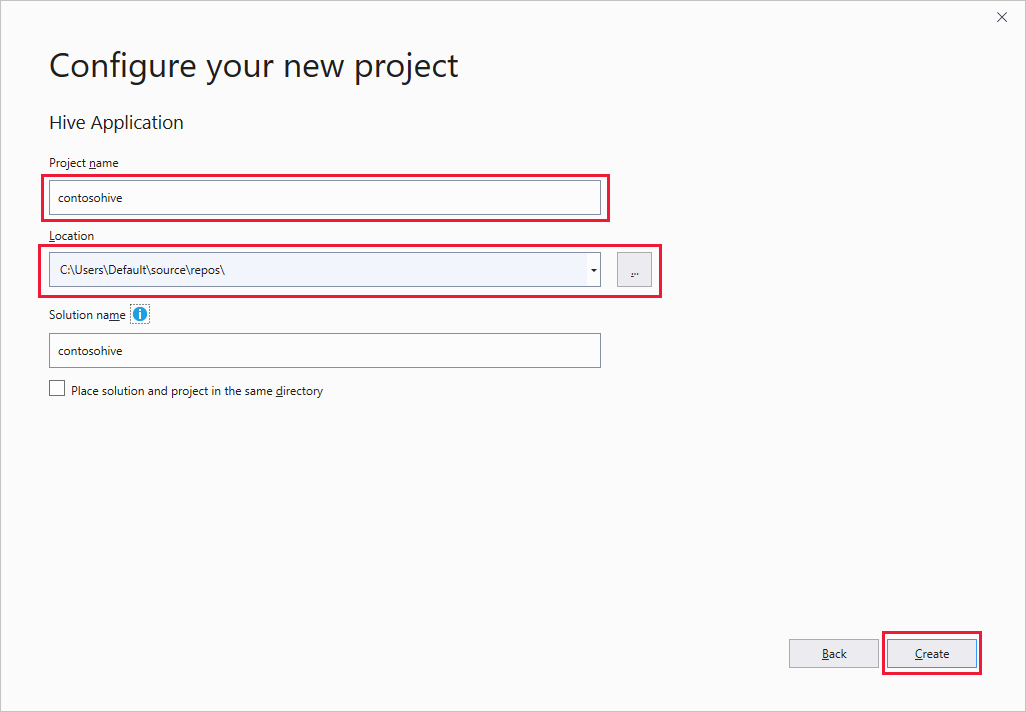 Configure your new project
Hive Application
Project name
contosohive
Location
C:\Users\Default\source\repos\
...
Solution name
contosohive
Place solution and project in the same directory
Back
Create